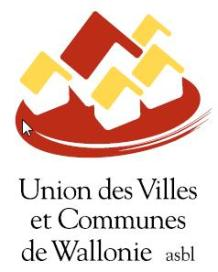 Union des Villes
et Communes
de Wallonie asbl